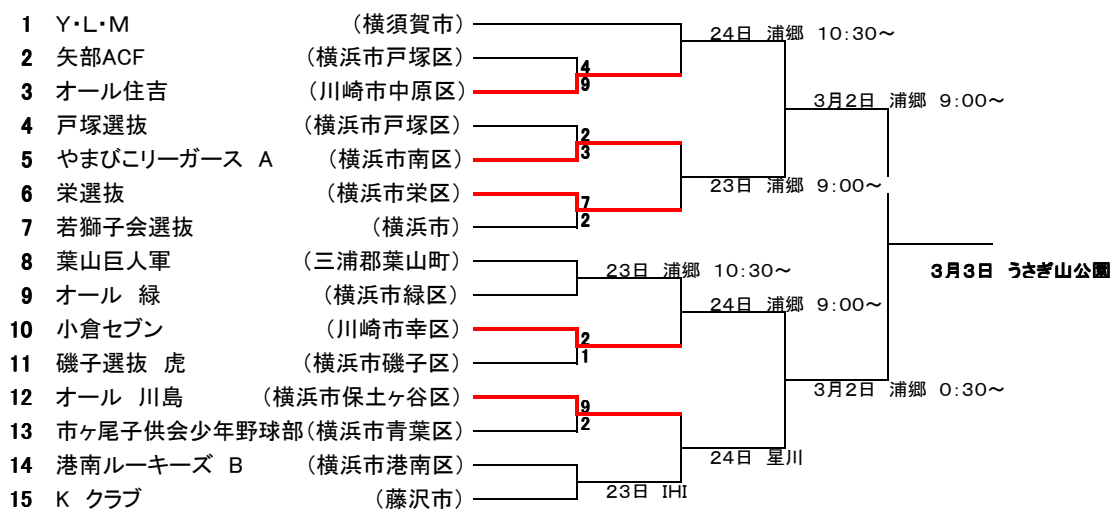 1 Y・L・M (横須賀市)
24日 浦郷 10:30～
2 矢部ACF (横浜市戸塚区)
4
9
3 オール住吉 (川崎市中原区)
3月2日 浦郷 9:00～
4 戸塚選抜 (横浜市戸塚区)
2
3
5 やまびこリーガース A (横浜市南区)
23日 浦郷 9:00～
6 栄選抜 (横浜市栄区)
7
2
7 若獅子会選抜 (横浜市)
8 葉山巨人軍 (三浦郡葉山町)
23日 浦郷 10:30～
3月3日 うさぎ山公園
9 オール 緑 (横浜市緑区)
24日 浦郷 9:00～
10 小倉セブン (川崎市幸区)
2
1
11 磯子選抜 虎 (横浜市磯子区)
3月2日 浦郷 0:30～
12 オール 川島 (横浜市保土ヶ谷区)
9
2
13 市ヶ尾子供会少年野球部(横浜市青葉区)
24日 星川
14 港南ルーキーズ B (横浜市港南区)
23日 IHI
15 K クラブ (藤沢市)